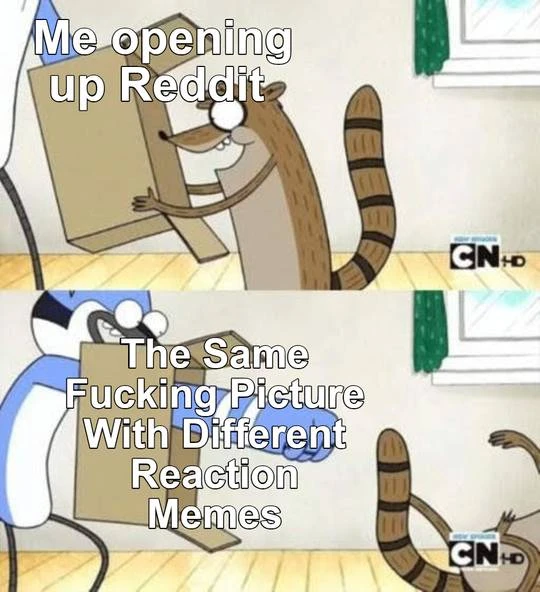 Me opening
up Reddit
CN HD
The Same
Fucking Picture
With Different
Reaction
Memes
CN HD